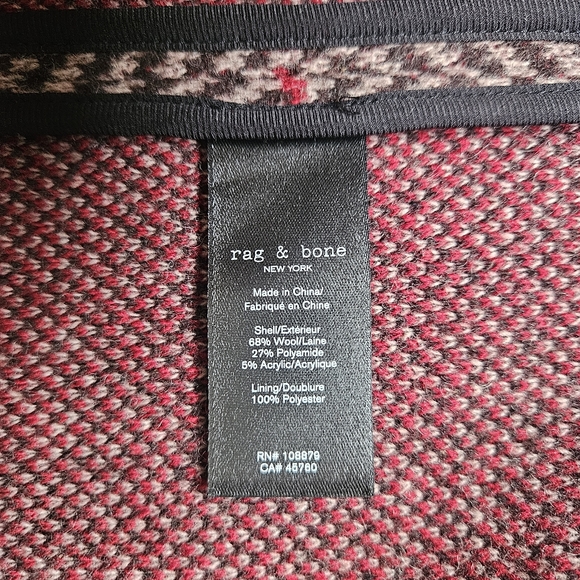 rag & bone
NEW YORK
Made in China/
Fabriqué en Chine
Shell/Extérieur
68% Wool/Laine
27% Polyamide
5% Acrylic/Acrylique
Lining/Doublure
100% Polyester
RN# 108879
CA# 45760